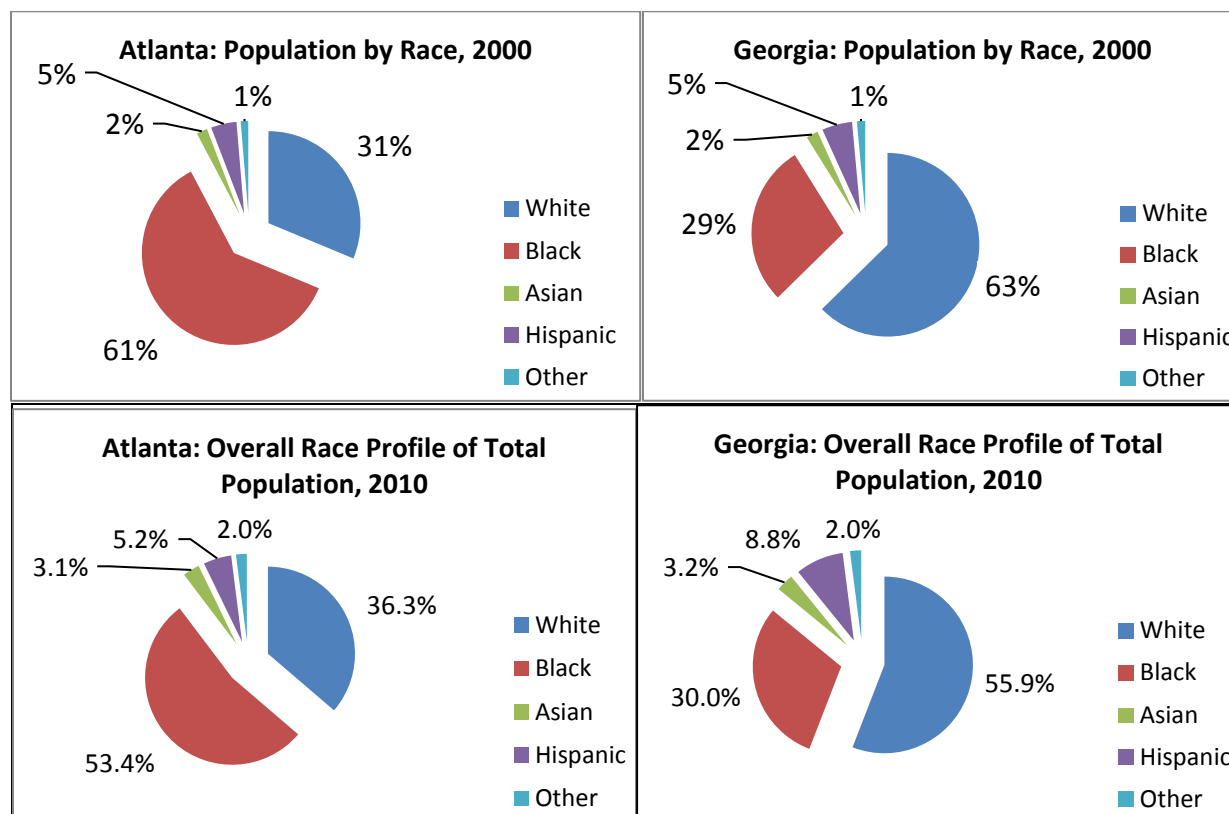 Atlanta: Population by Race, 2000
5%
1%
2%
31%
61%
White
Black
Asian
Hispanic
Other
Georgia: Population by Race, 2000
5%
1%
2%
29%
63%
White
Black
Asian
Hispanic
Other
Atlanta: Overall Race Profile of Total
Population, 2010
5.2%
2.0%
3.1%
36.3%
53.4%
White
Black
Asian
Hispanic
Other
Georgia: Overall Race Profile of Total
Population, 2010
8.8%
2.0%
3.2%
30.0%
55.9%
White
Black
Asian
Hispanic
Other